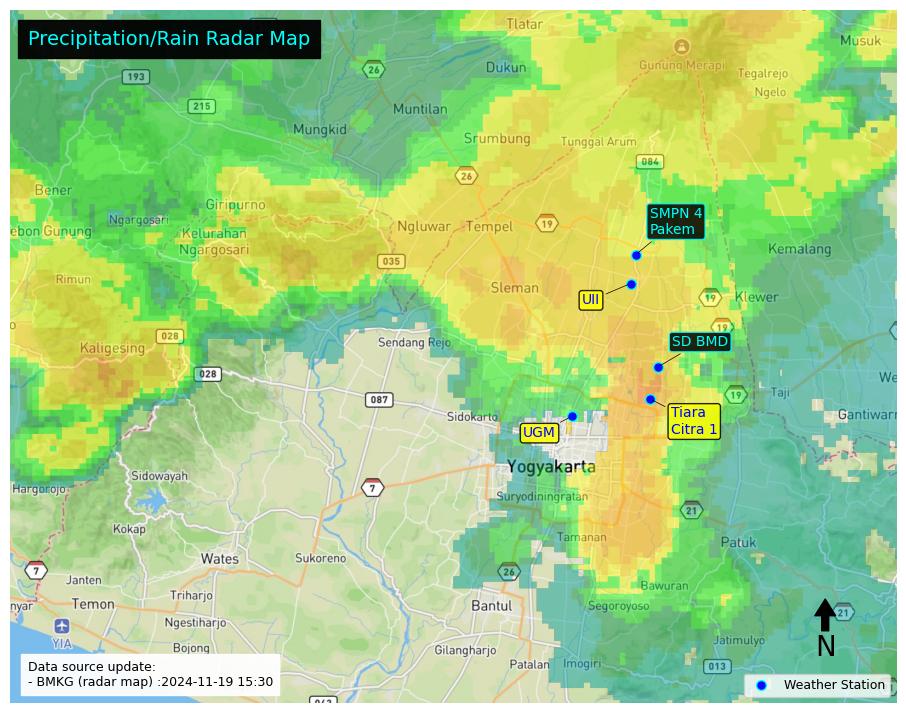 Precipitation/Rain Radar Map
Tlatar
Musuk
26
Dukun
Gunung Merapi
Tegalrejo
193
Ngelo
215
Muntilan
Mungkid
Srumbung
Tunggal Arum
084
26
Bener
Giripurno
SMPN 4
Pakem
Ngargosari
Ngluwar
Tempel
19
ebon Gunung
Kelurahan
Ngargosari
Kemalang
035
Rimun
Sleman
UII
19
Klewer
19
028
Kaligesing
Sendang Rejo
SD BMD
028
We
087
19
Taji
Sidokarto
Tiara
Citra 1
Gantiwarn
UGM
Yogyakarta
Sidowayah
Hargorejo
7
Suryodiningratan
21
Kokap
Tamanan
Patuk
Wates
Sukoreno
7
26
Janten
Bawuran
Triharjo
nyar
Temon
Bantul
Segoroyoso
21
Ngestiharjo
YIA
N
Jatimulyo
Bojong
Gilangharjo
Patalan
Imogiri
013
Data source update:
- BMKG (radar map) :2024-11-19 15:30
Weather Station